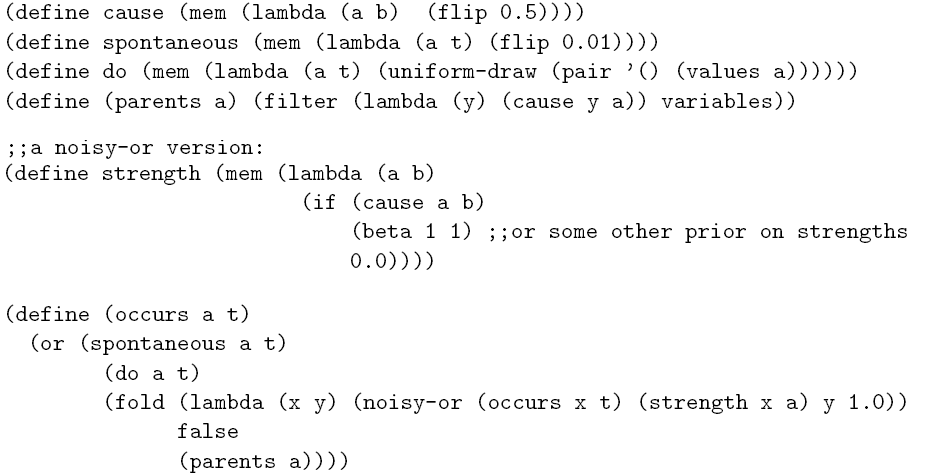 (define cause (mem (lambda (a b) (flip 0.5))))
(define spontaneous (mem (lambda (a t) (flip 0.01))))
(define do (mem (lambda (a t) (uniform-draw (pair '() (values a))))))
(define (parents a) (filter (lambda (y) (cause y a)) variables))
;;a noisy-or version:
(define strength (mem (lambda (a b)
(if (cause a b)
(beta 1 1) ;;or some other prior on strengths
0.0))))
(define (occurs a t)
(or (spontaneous a t)
(do a t)
(fold (lambda (x y) (noisy-or (occurs x t) (strength x a) y 1.0))
false
(parents a))))